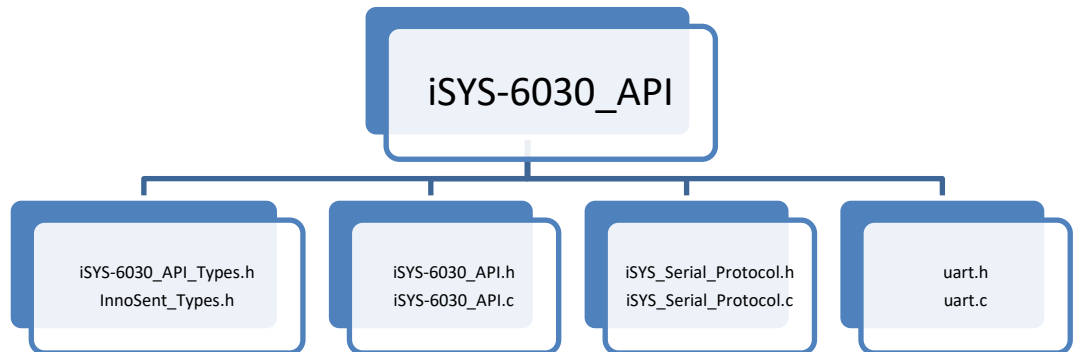 iSYS-6030_API
iSYS-6030_API_Types.h
InnoSent_Types.h
iSYS-6030_API.h
iSYS-6030_API.c
iSYS_Serial_Protocol.h
iSYS_Serial_Protocol.c
uart.h
uart.c